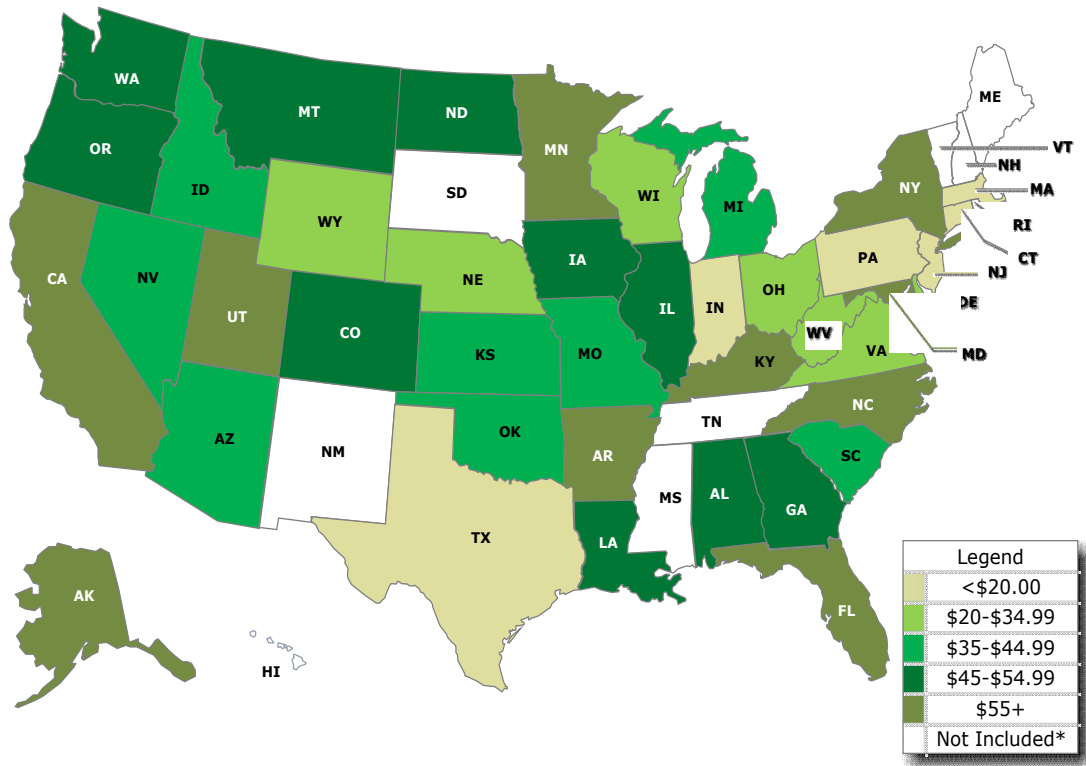 ME
WA
MT
ND
VT
OR
MN
NH
ID
SD
WI
NY
MA
MI
WY
RI
CA
NV
IA
PA
CT
NE
OH
NJ
UT
IL
IN
DE
CO
WV
KS
MO
VA
MD
KY
NC
AZ
OK
TN
NM
AR
SC
MS
AL
GA
TX
LA
Legend
<$20.00
AK
FL
$20-$34.99
$35-$44.99
HI
$45-$54.99
$55+
Not Included*